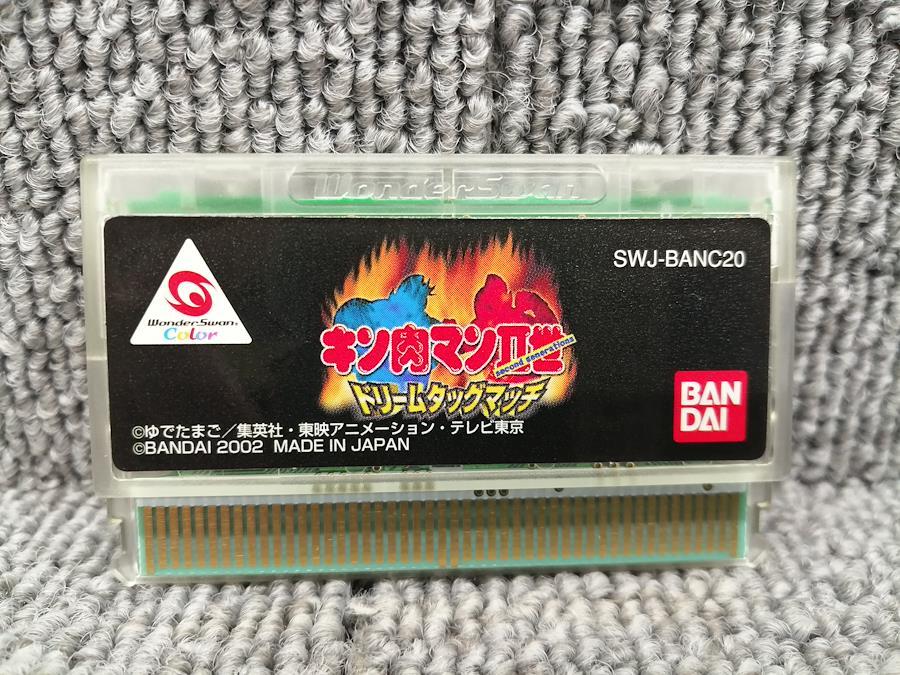 WonderSwan
SWJ-BANC20
WonderSwan®
Color
キン肉マンII世
second generations
ドリームタッグマッチ
BAN
DAI
©ゆでたまご/集英社・東映アニメーション・テレビ東京
©BANDAI 2002 MADE IN JAPAN